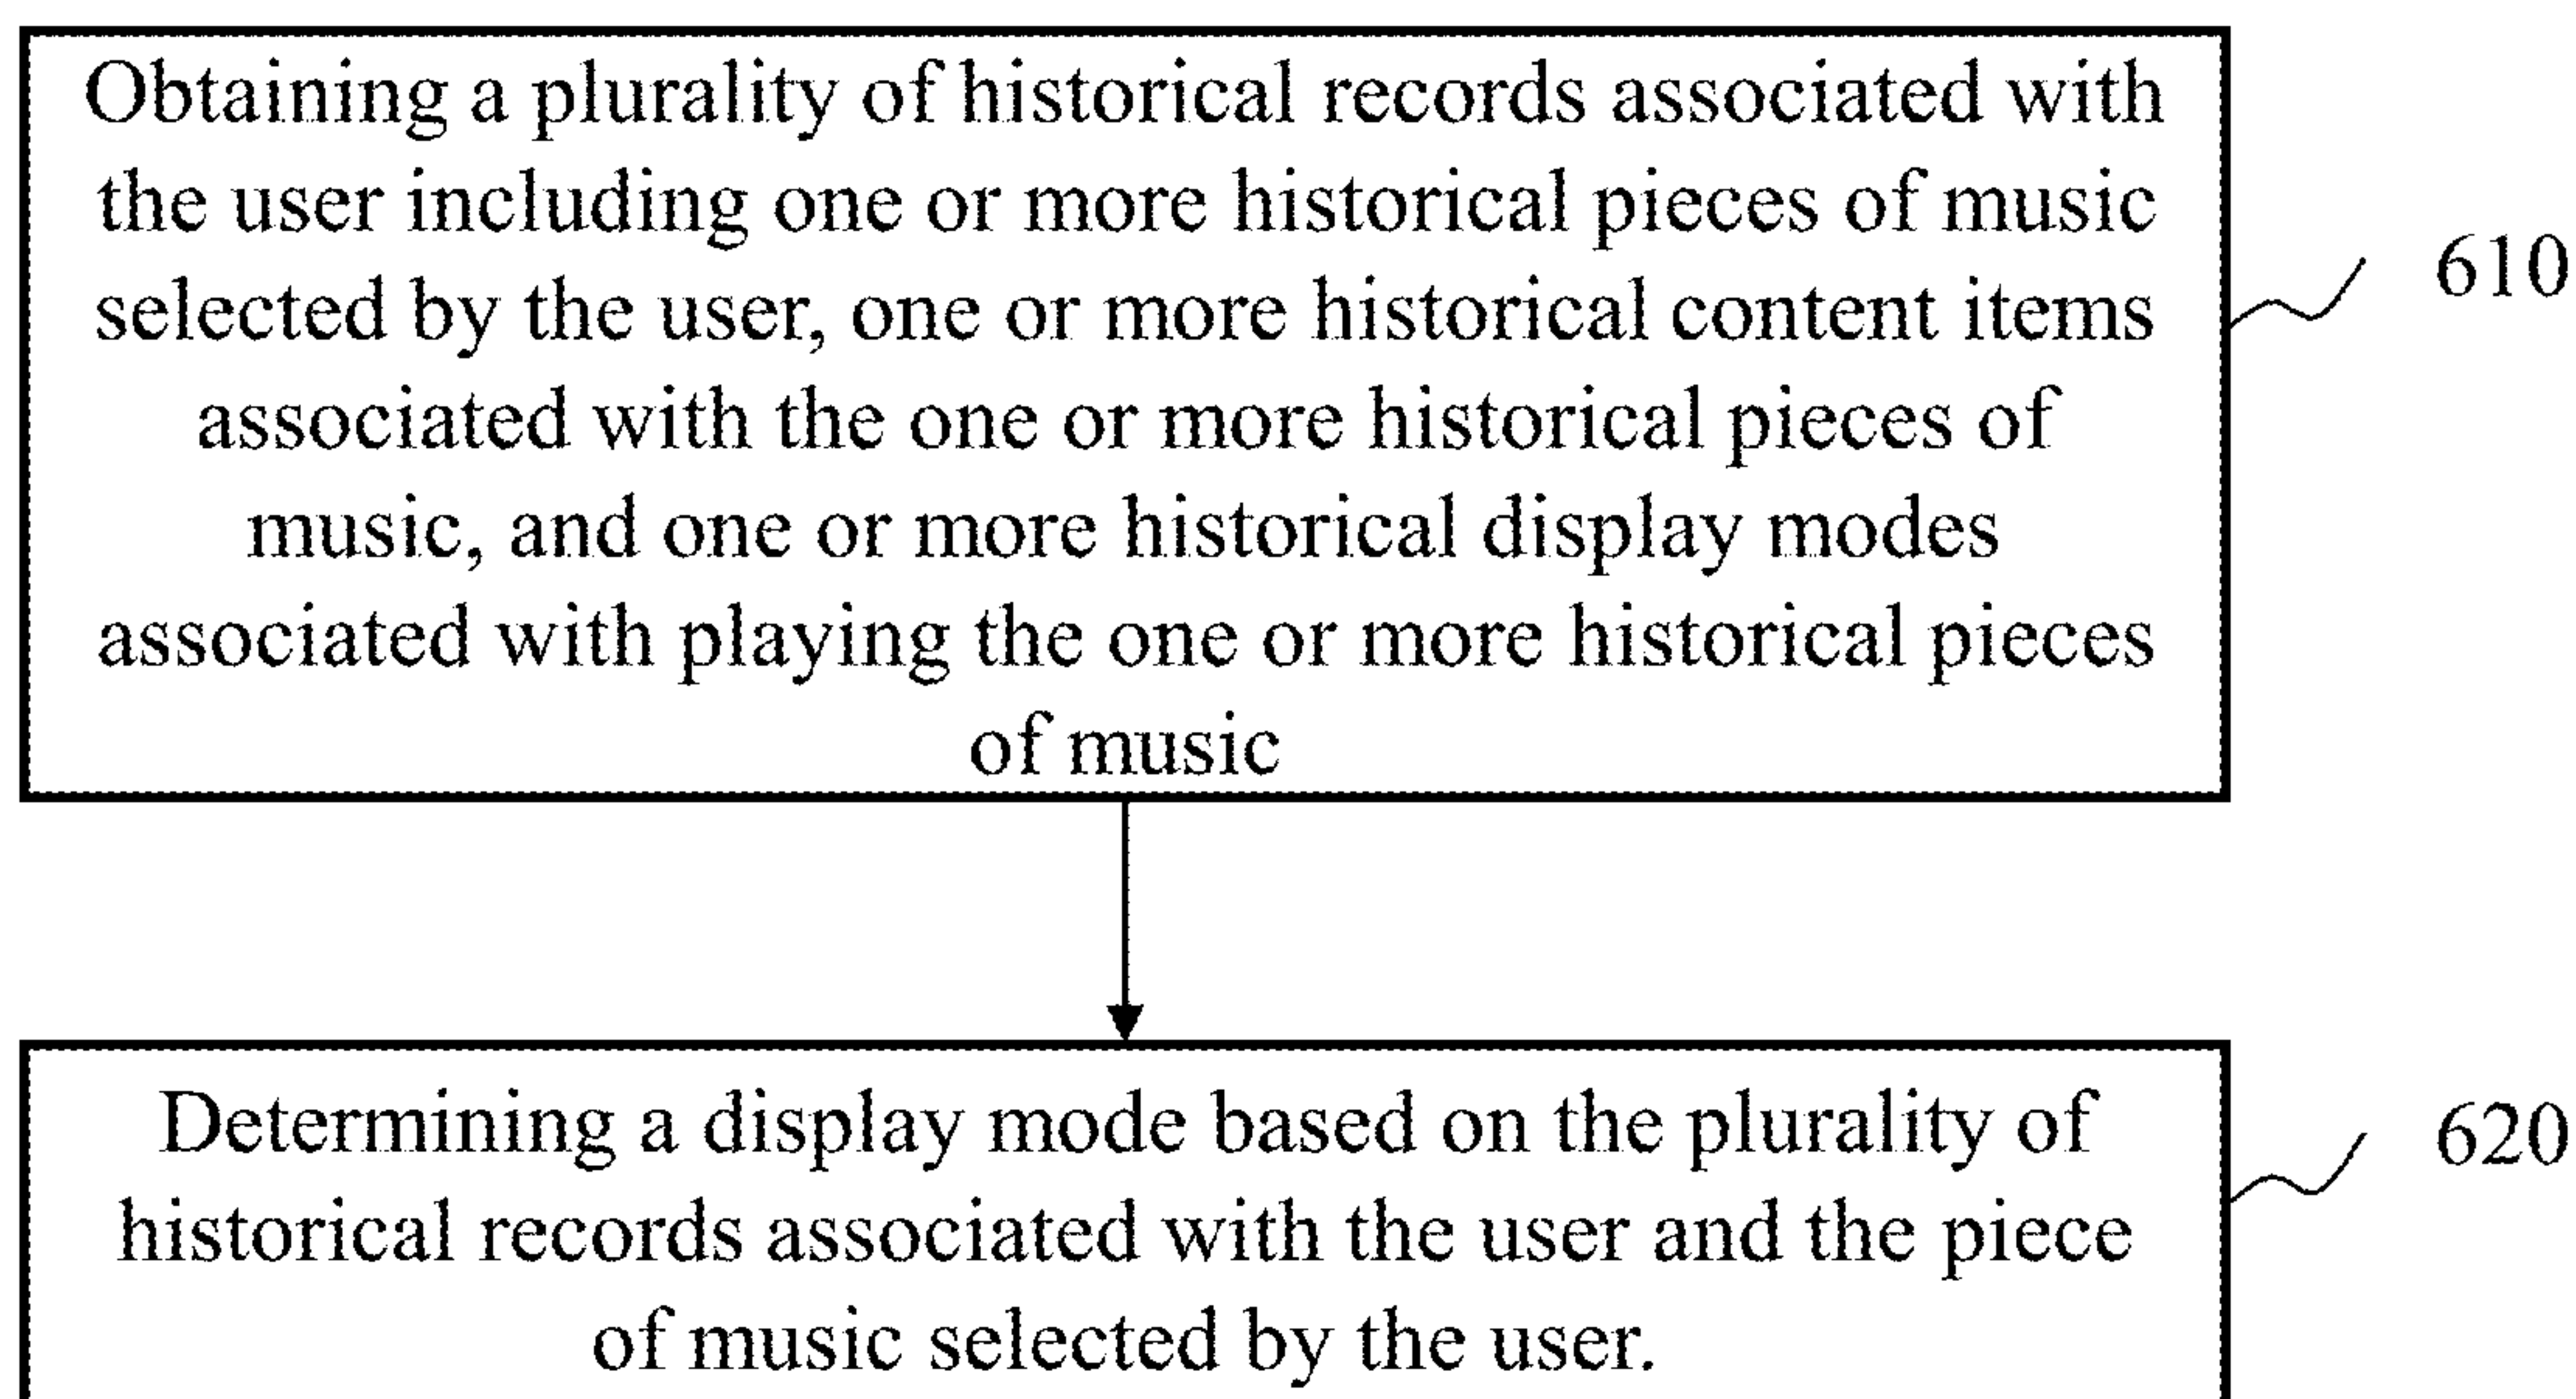 Obtaining a plurality of historical records associated with
the user including one or more historical pieces of music
selected by the user, one or more historical content items
associated with the one or more historical pieces of
music, and one or more historical display modes
associated with playing the one or more historical pieces
of music
610
Determining a display mode based on the plurality of
historical records associated with the user and the piece
of music selected by the user.
620